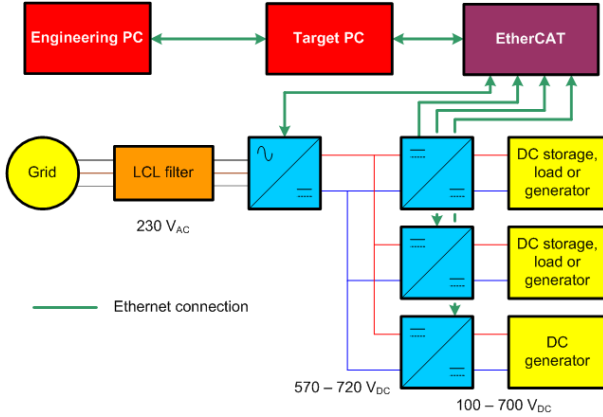 Engineering PC
Target PC
EtherCAT
Grid
LCL filter
DC storage,
load or
generator
230 VAC
DC storage,
load or
generator
Ethernet connection
DC
generator
570 – 720 VDC
100 – 700 VDC